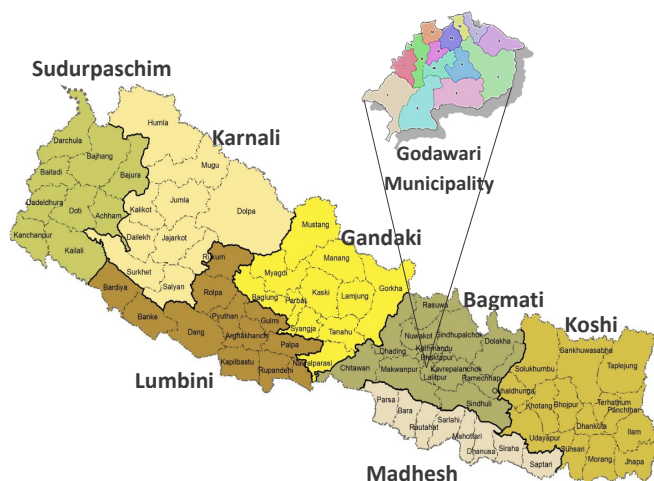 Sudurpaschim
Karnali
Godawari
Municipality
Gandaki
Bagmati
Koshi
Lumbini
Madhesh
Humla
Darchula
Bajhang
Mugu
Baitadi
Bajura
Dadeldhura
Doti
Achham
Kalikot
Jumla
Dolpa
Kanchanpur
Kailali
Dailekh
Jajarkot
Surkhet
Salyan
Rukum
Mustang
Manang
Myagdi
Kaski
Lamjung
Gorkha
Baglung
Parbat
Syangja
Tanahu
Bardiya
Banke
Rolpa
Dang
Pyuthan
Gulmi
Arghakhanchi
Palpa
Kapilbastu
Rupandehi
Nawalparasi
Rasuwa
Nuwakot
Sindhupalchok
Dolakha
Dhading
Kathmandu
Bhaktapur
Kavrepalanchok
Lalitpur
Ramechhap
Chitawan
Makwanpur
Sindhuli
Sankhuwasabha
Taplejung
Solukhumbu
Okhaldhunga
Khotang
Bhojpur
Terhathum
Panchthar
Dhankuta
Ilam
Udayapur
Sunsari
Morang
Jhapa
Parsa
Bara
Rautahat
Sarlahi
Mahottari
Dhanusa
Siraha
Saptari